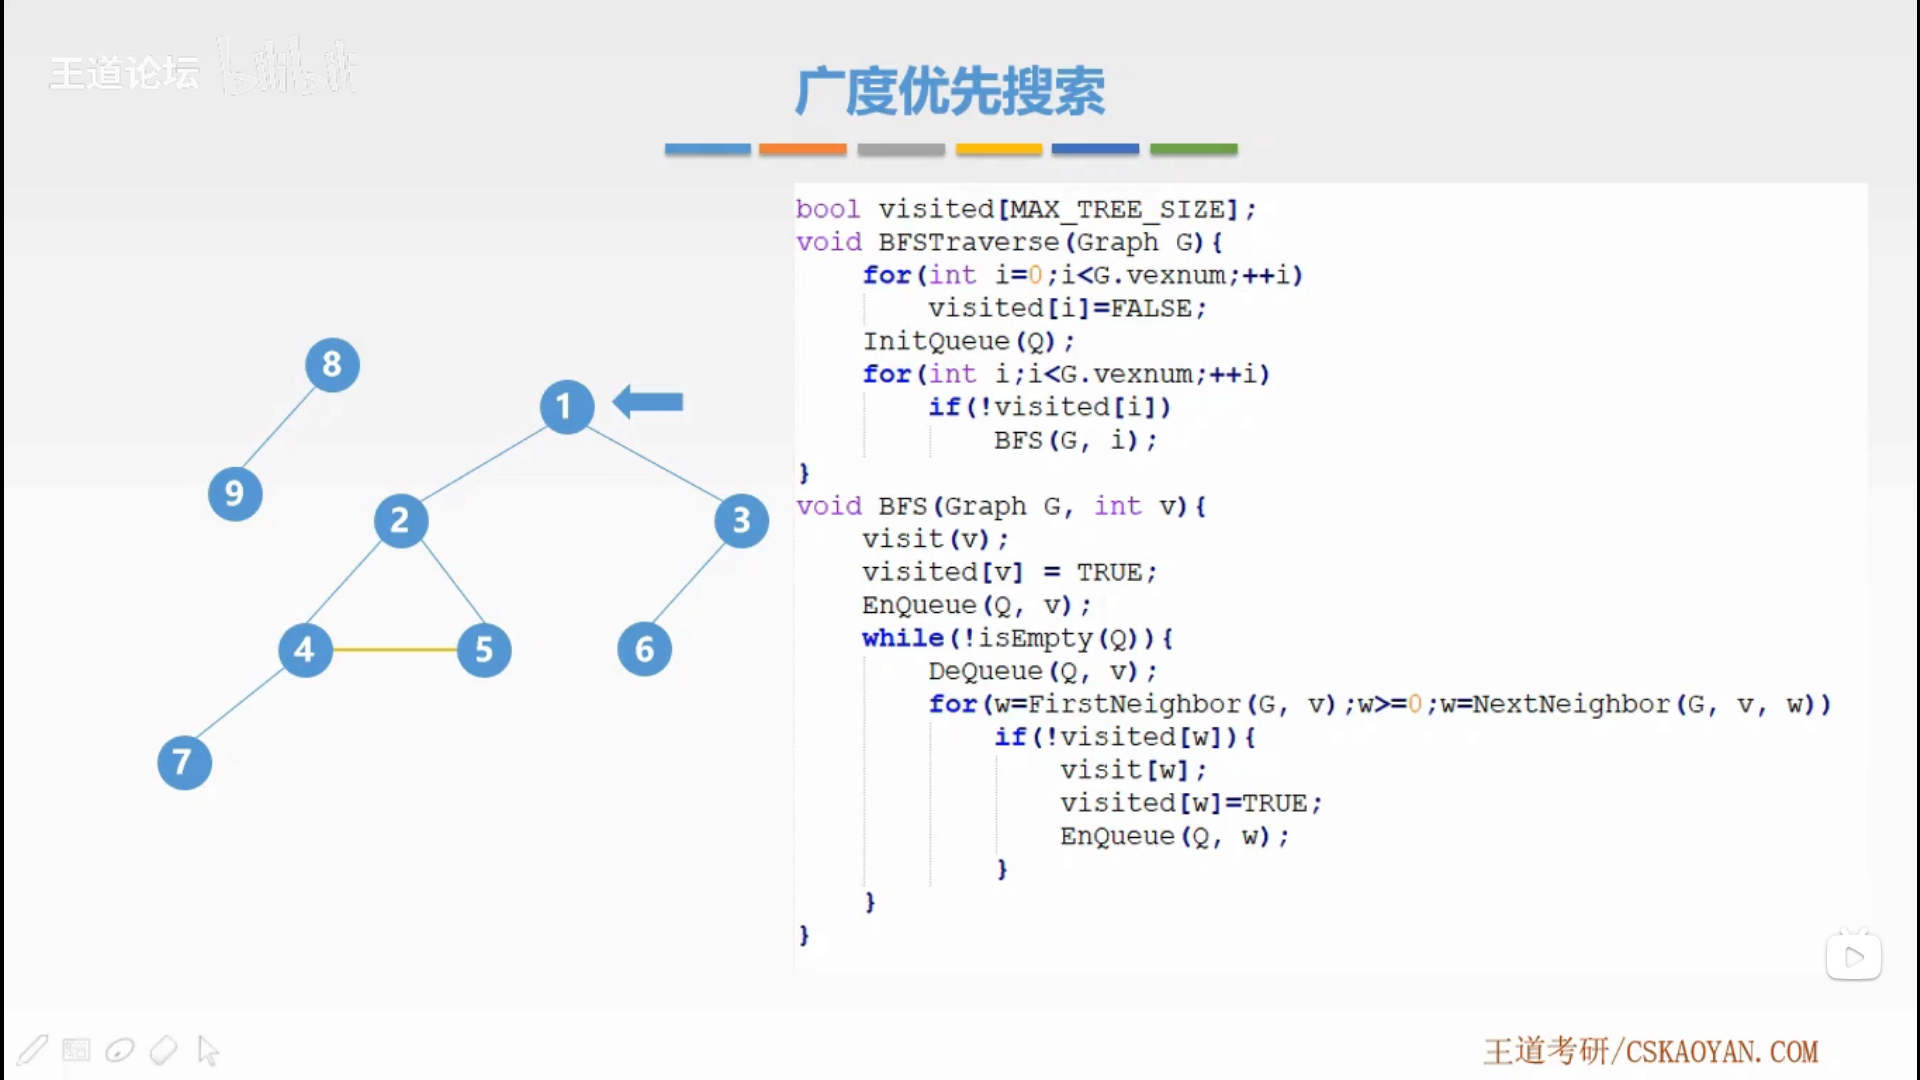 王道论坛 bilibili
广度优先搜索
8
1
9
2
3
4
5
6
7
bool visited[MAX_TREE_SIZE];
void BFSTraverse(Graph G){
    for(int i=0;i<G.vexnum;++i)
        visited[i]=FALSE;
    InitQueue(Q);
    for(int i;i<G.vexnum;++i)
        if(!visited[i])
            BFS(G, i);
}
void BFS(Graph G, int v){
    visit(v);
    visited[v] = TRUE;
    EnQueue(Q, v);
    while(!isEmpty(Q)){
        DeQueue(Q, v);
        for(w=FirstNeighbor(G, v);w>=0;w=NextNeighbor(G, v, w))
            if(!visited[w]){
                visit[w];
                visited[w]=TRUE;
                EnQueue(Q, w);
            }
    }
}
王道考研/CSKAOYAN.COM